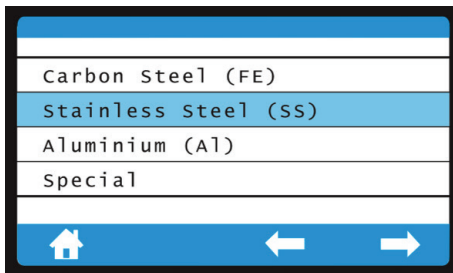 Carbon Steel (FE)
Stainless Steel (SS)
Aluminium (Al)
Special